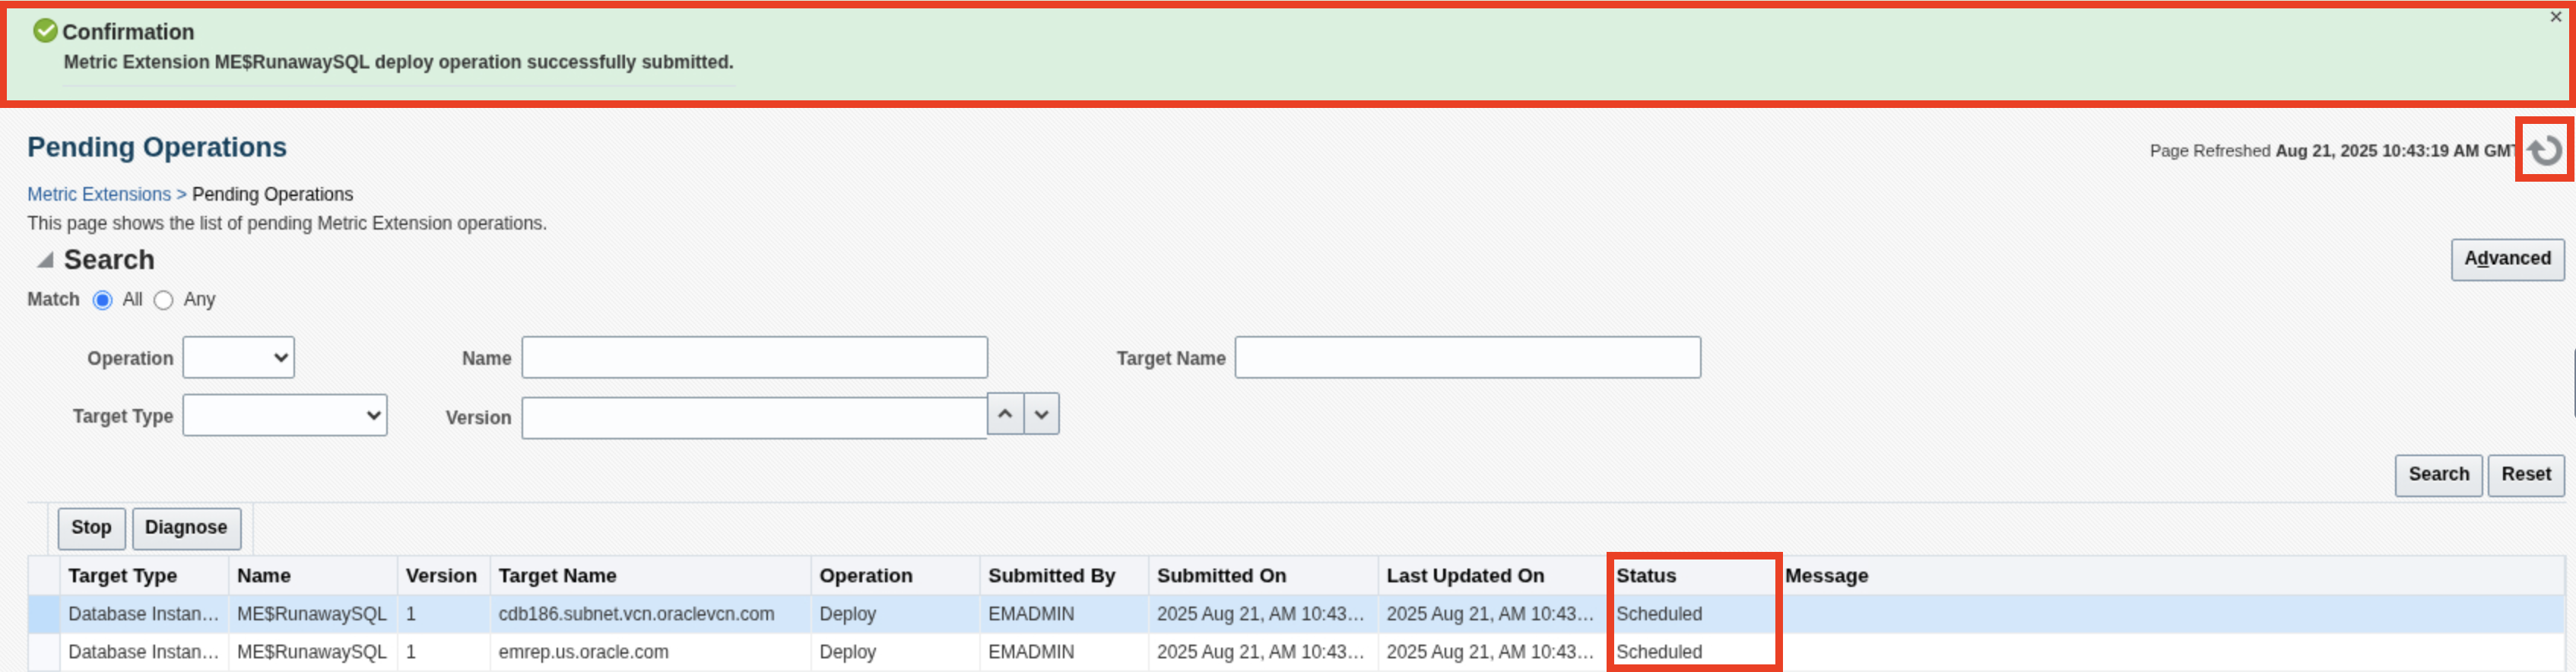 Confirmation
Metric Extension ME$RunawaySQL deploy operation successfully submitted.
Pending Operations
Page Refreshed Aug 21, 2025 10:43:19 AM GMT
Metric Extensions > Pending Operations
This page shows the list of pending Metric Extension operations.
Search
Advanced
Match All Any
Operation Name Target Name
Target Type Version
Search Reset
Stop Diagnose
Target Type Name Version Target Name Operation Submitted By Submitted On Last Updated On Status Message
Database Instan... ME$RunawaySQL 1 cdb186.subnet.vcn.oraclevcn.com Deploy EMADMIN 2025 Aug 21, AM 10:43... 2025 Aug 21, AM 10:43... Scheduled
Database Instan... ME$RunawaySQL 1 emrep.us.oracle.com Deploy EMADMIN 2025 Aug 21, AM 10:43... 2025 Aug 21, AM 10:43... Scheduled